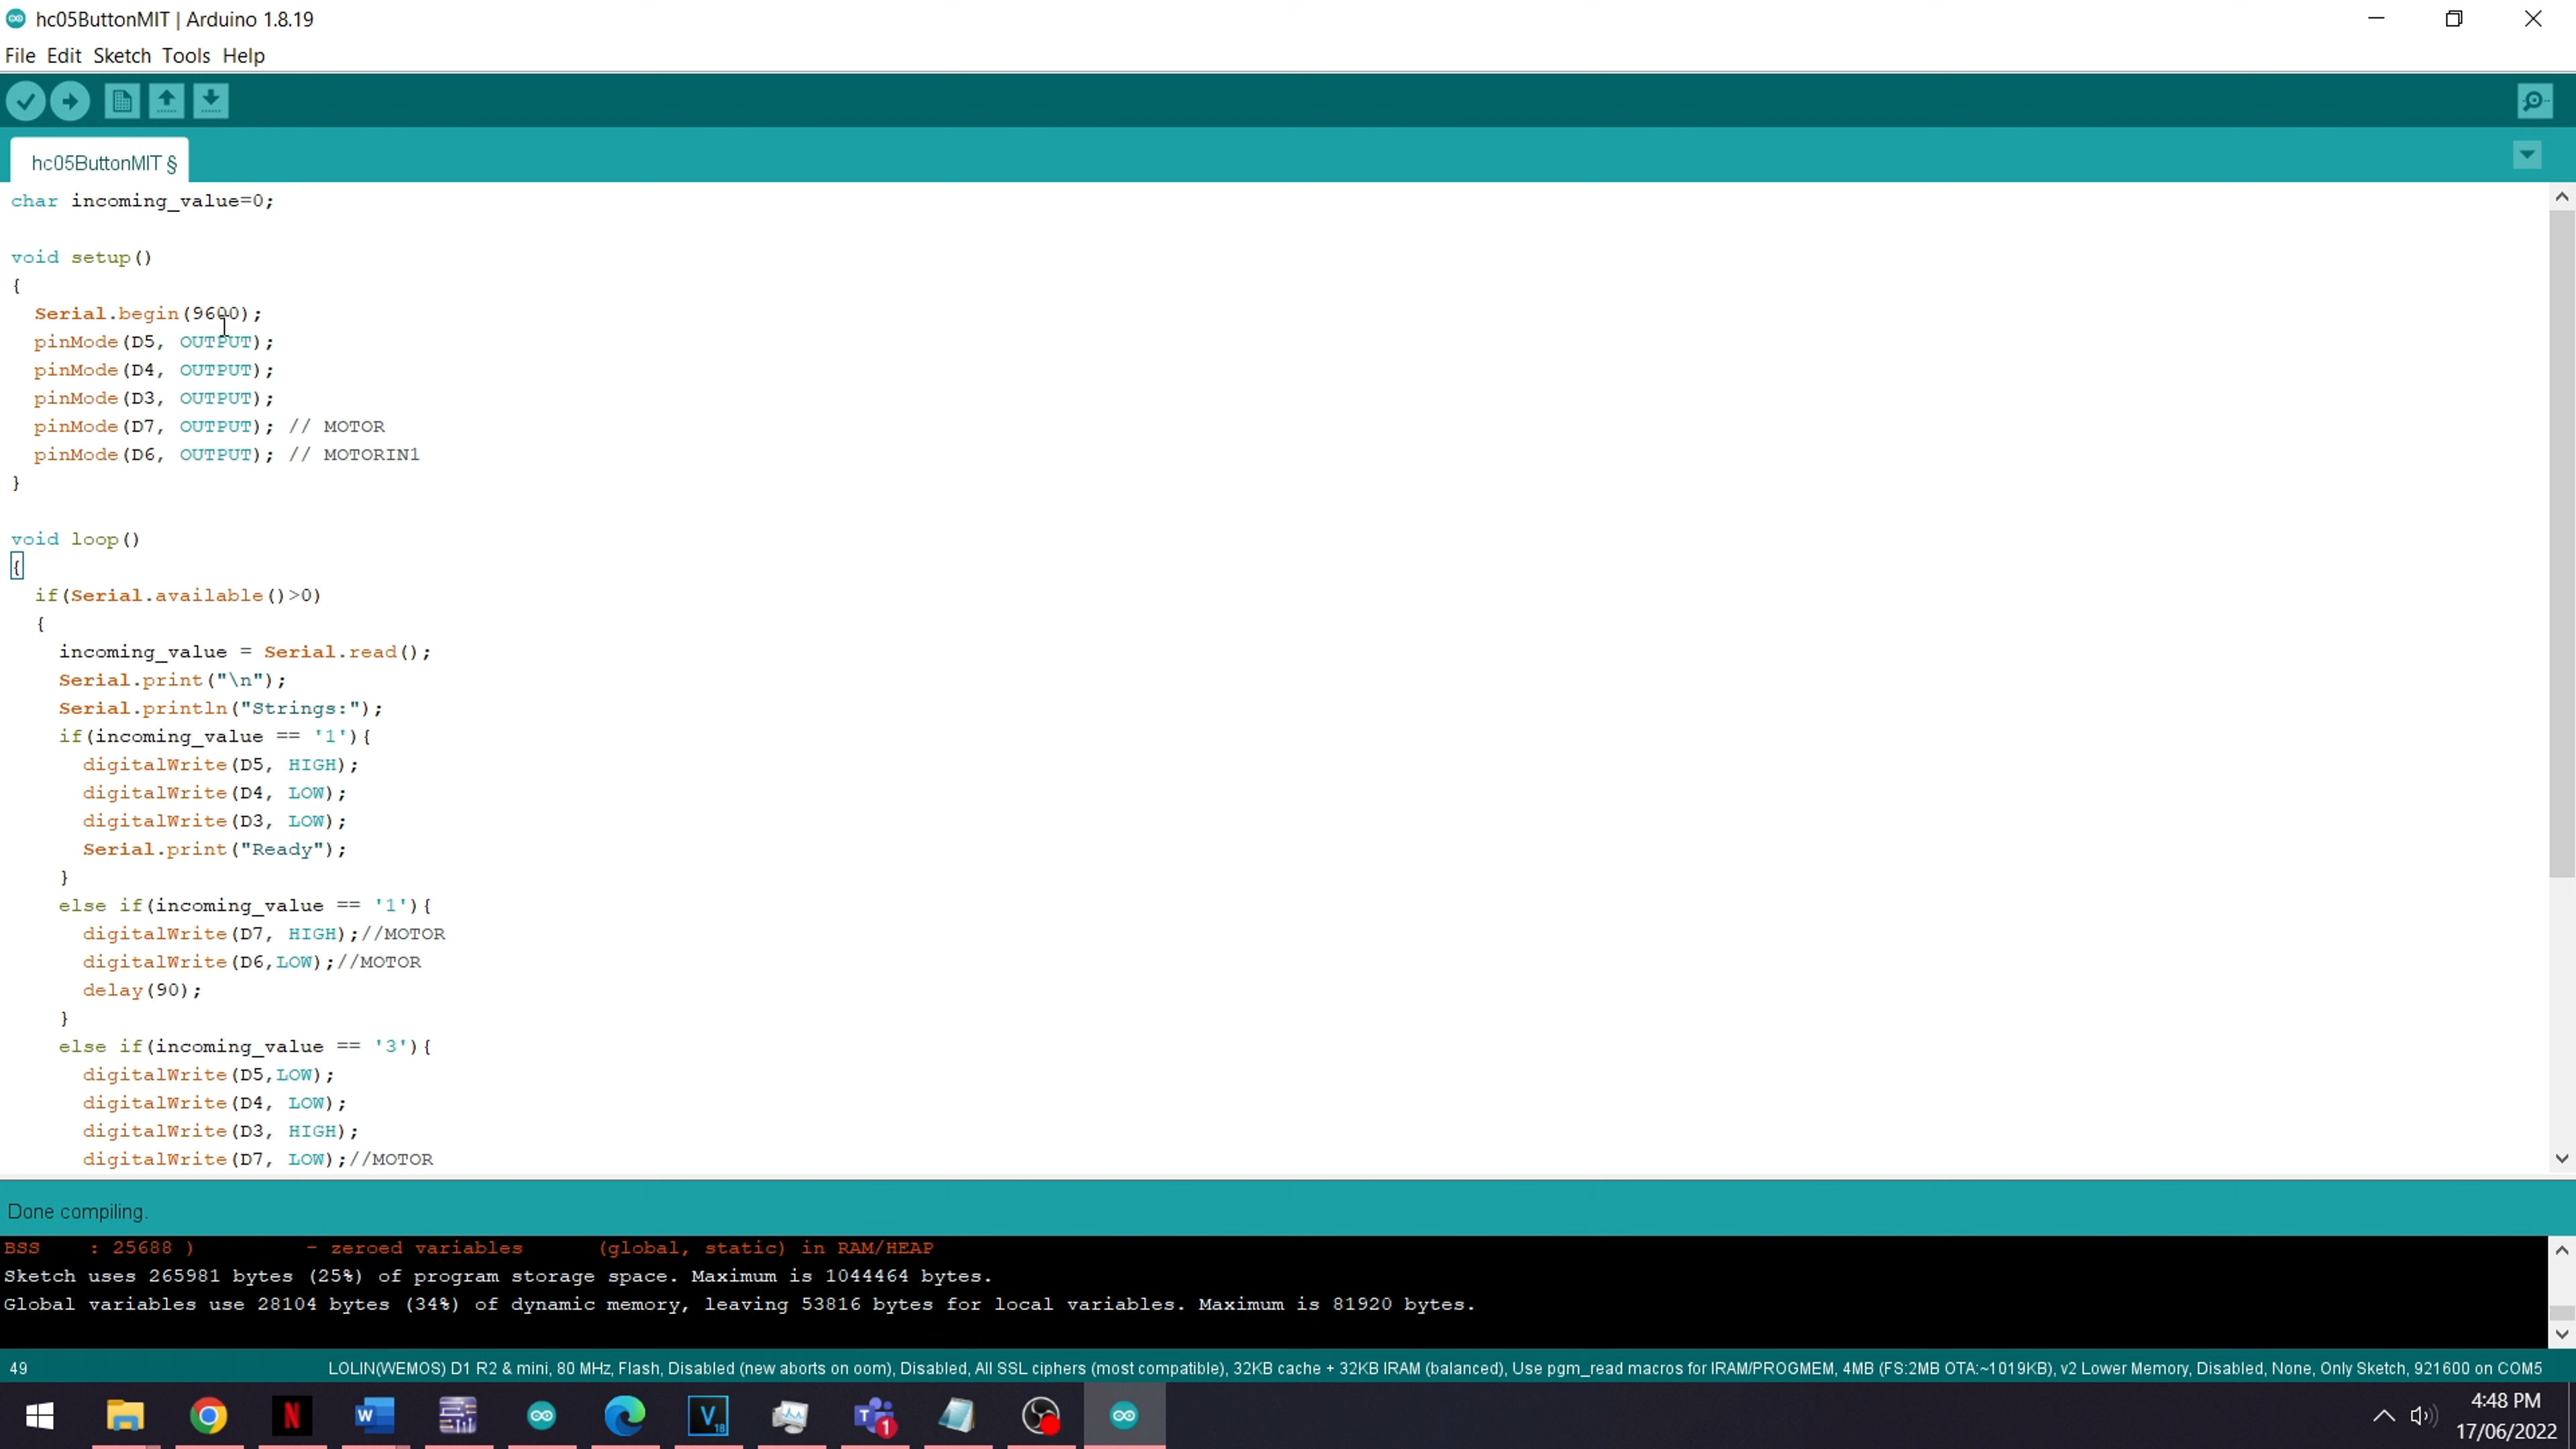 hc05ButtonMIT | Arduino 1.8.19
File Edit Sketch Tools Help
hc05ButtonMIT §
char incoming_value=0;
void setup()
{
Serial.begin(9600);
pinMode(D5, OUTPUT);
pinMode(D4, OUTPUT);
pinMode(D3, OUTPUT);
pinMode(D7, OUTPUT); // MOTOR
pinMode(D6, OUTPUT); // MOTORIN1
}
void loop()
{
if(Serial.available()>0)
{
incoming_value = Serial.read();
Serial.print("\n");
Serial.println("Strings:");
if(incoming_value == '1'){
digitalWrite(D5, HIGH);
digitalWrite(D4, LOW);
digitalWrite(D3, LOW);
Serial.print("Ready");
}
else if(incoming_value == '1'){
digitalWrite(D7, HIGH);//MOTOR
digitalWrite(D6,LOW);//MOTOR
delay(90);
}
else if(incoming_value == '3'){
digitalWrite(D5,LOW);
digitalWrite(D4, LOW);
digitalWrite(D3, HIGH);
digitalWrite(D7, LOW);//MOTOR
Done compiling.
BSS : 25688 ) - zeroed variables (global, static) in RAM/HEAP
Sketch uses 265981 bytes (25%) of program storage space. Maximum is 1044464 bytes.
Global variables use 28104 bytes (34%) of dynamic memory, leaving 53816 bytes for local variables. Maximum is 81920 bytes.
49 LOLIN(WEMOS) D1 R2 & mini, 80 MHz, Flash, Disabled (new aborts on oom), Disabled, All SSL ciphers (most compatible), 32KB cache + 32KB IRAM (balanced), Use pgm_read macros for IRAM/PROGMEM, 4MB (FS:2MB OTA:~1019KB), v2 Lower Memory, Disabled, None, Only Sketch, 921600 on COM5
N
W
V
18
1
4:48 PM
17/06/2022